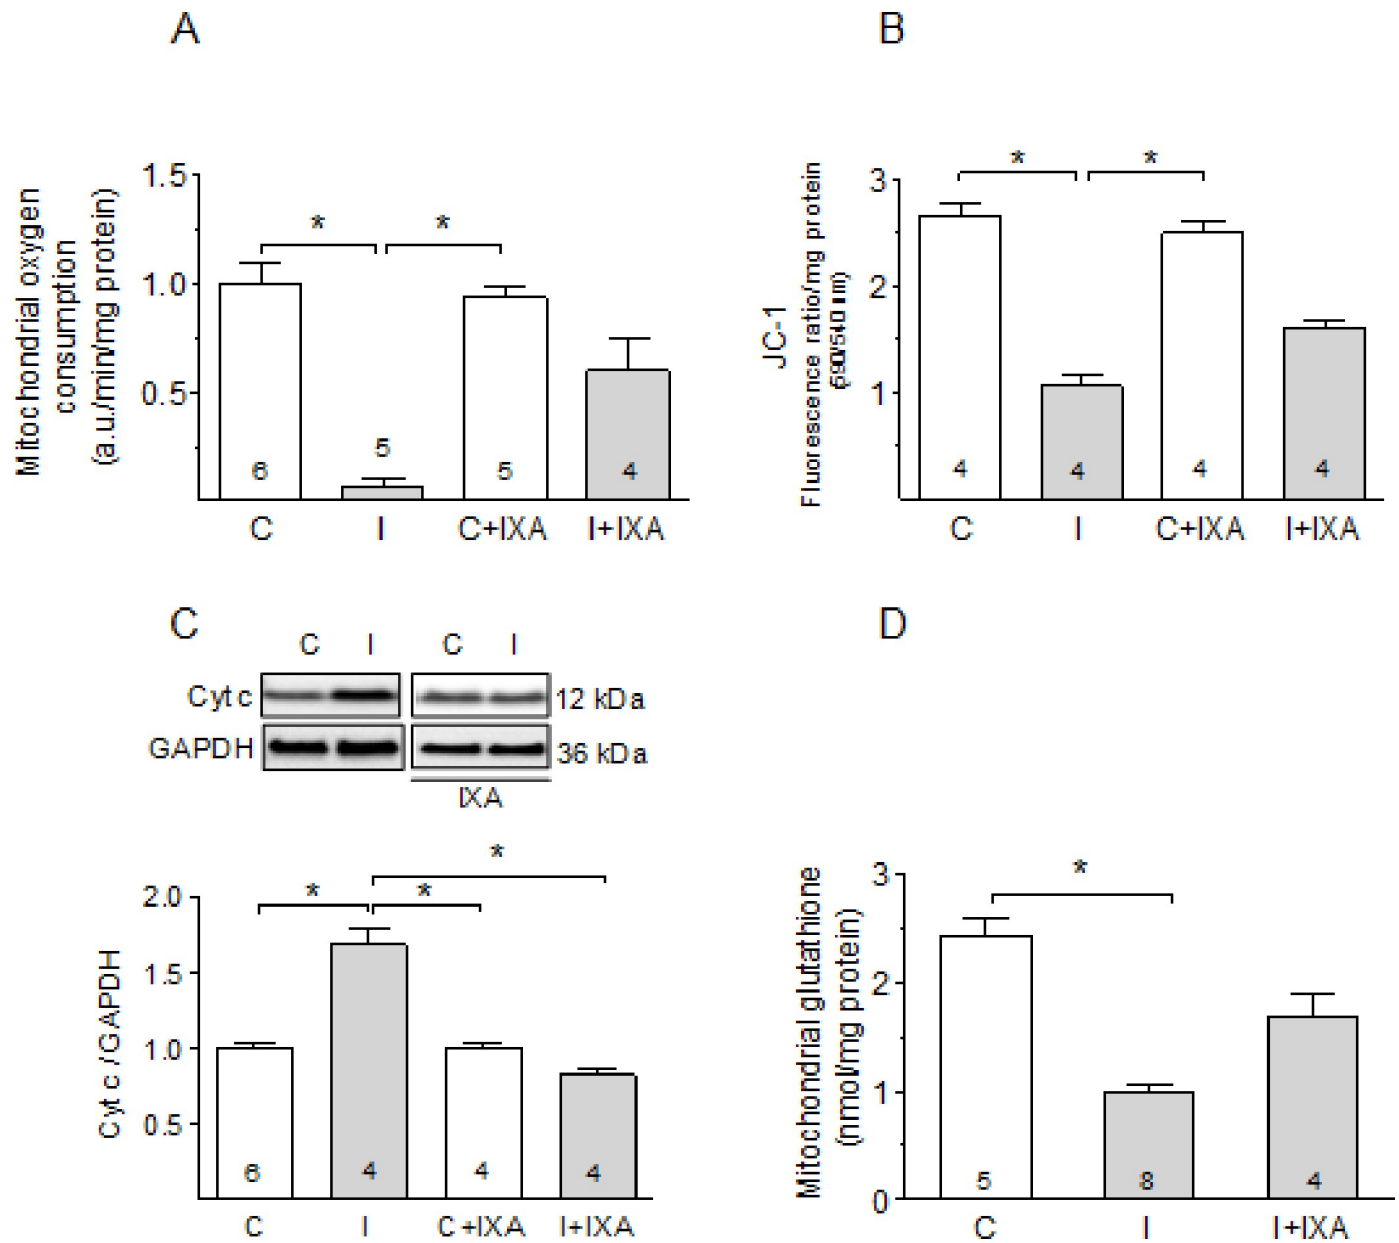 A
Mitochondrial oxygen
consumption
(a.u./min/mg protein)
1.5
1.0
0.5
*
*
6
5
5
4
C
I
C+IXA
I+IXA
B
JC-1
Fluorescence ratio/mg protein
(590/540 nm)
3
2
1
*
*
4
4
4
4
C
I
C+IXA
I+IXA
C
C
I
C
I
Cyt c
12 kDa
GAPDH
36 kDa
IXA
Cyt c /GAPDH
2.0
1.5
1.0
0.5
*
*
*
6
4
4
4
C
I
C+IXA
I+IXA
D
Mitochondrial glutathione
(nmol/mg protein)
3
2
1
0
*
5
8
4
C
I
I+IXA